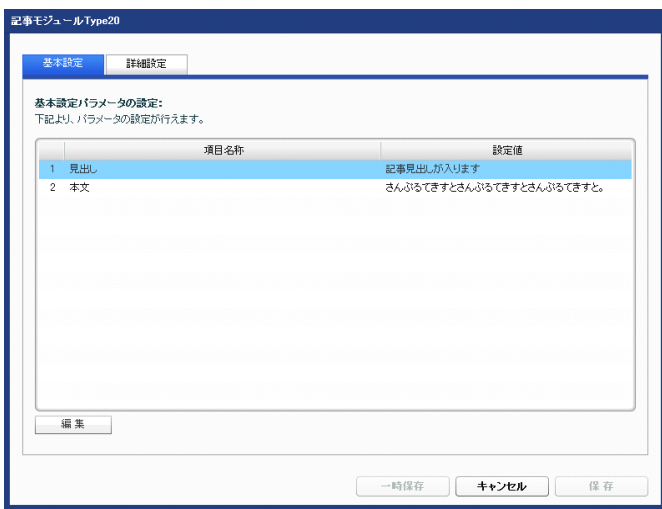 記事モジュールType20
基本設定 詳細設定
基本設定パラメータの設定:
下記より、パラメータの設定が行えます。
項目名称 設定値
1 見出し 記事見出しが入ります
2 本文 さんぷるてきすとさんぷるてきすとさんぷるてきすと。
編集
一時保存 キャンセル 保存